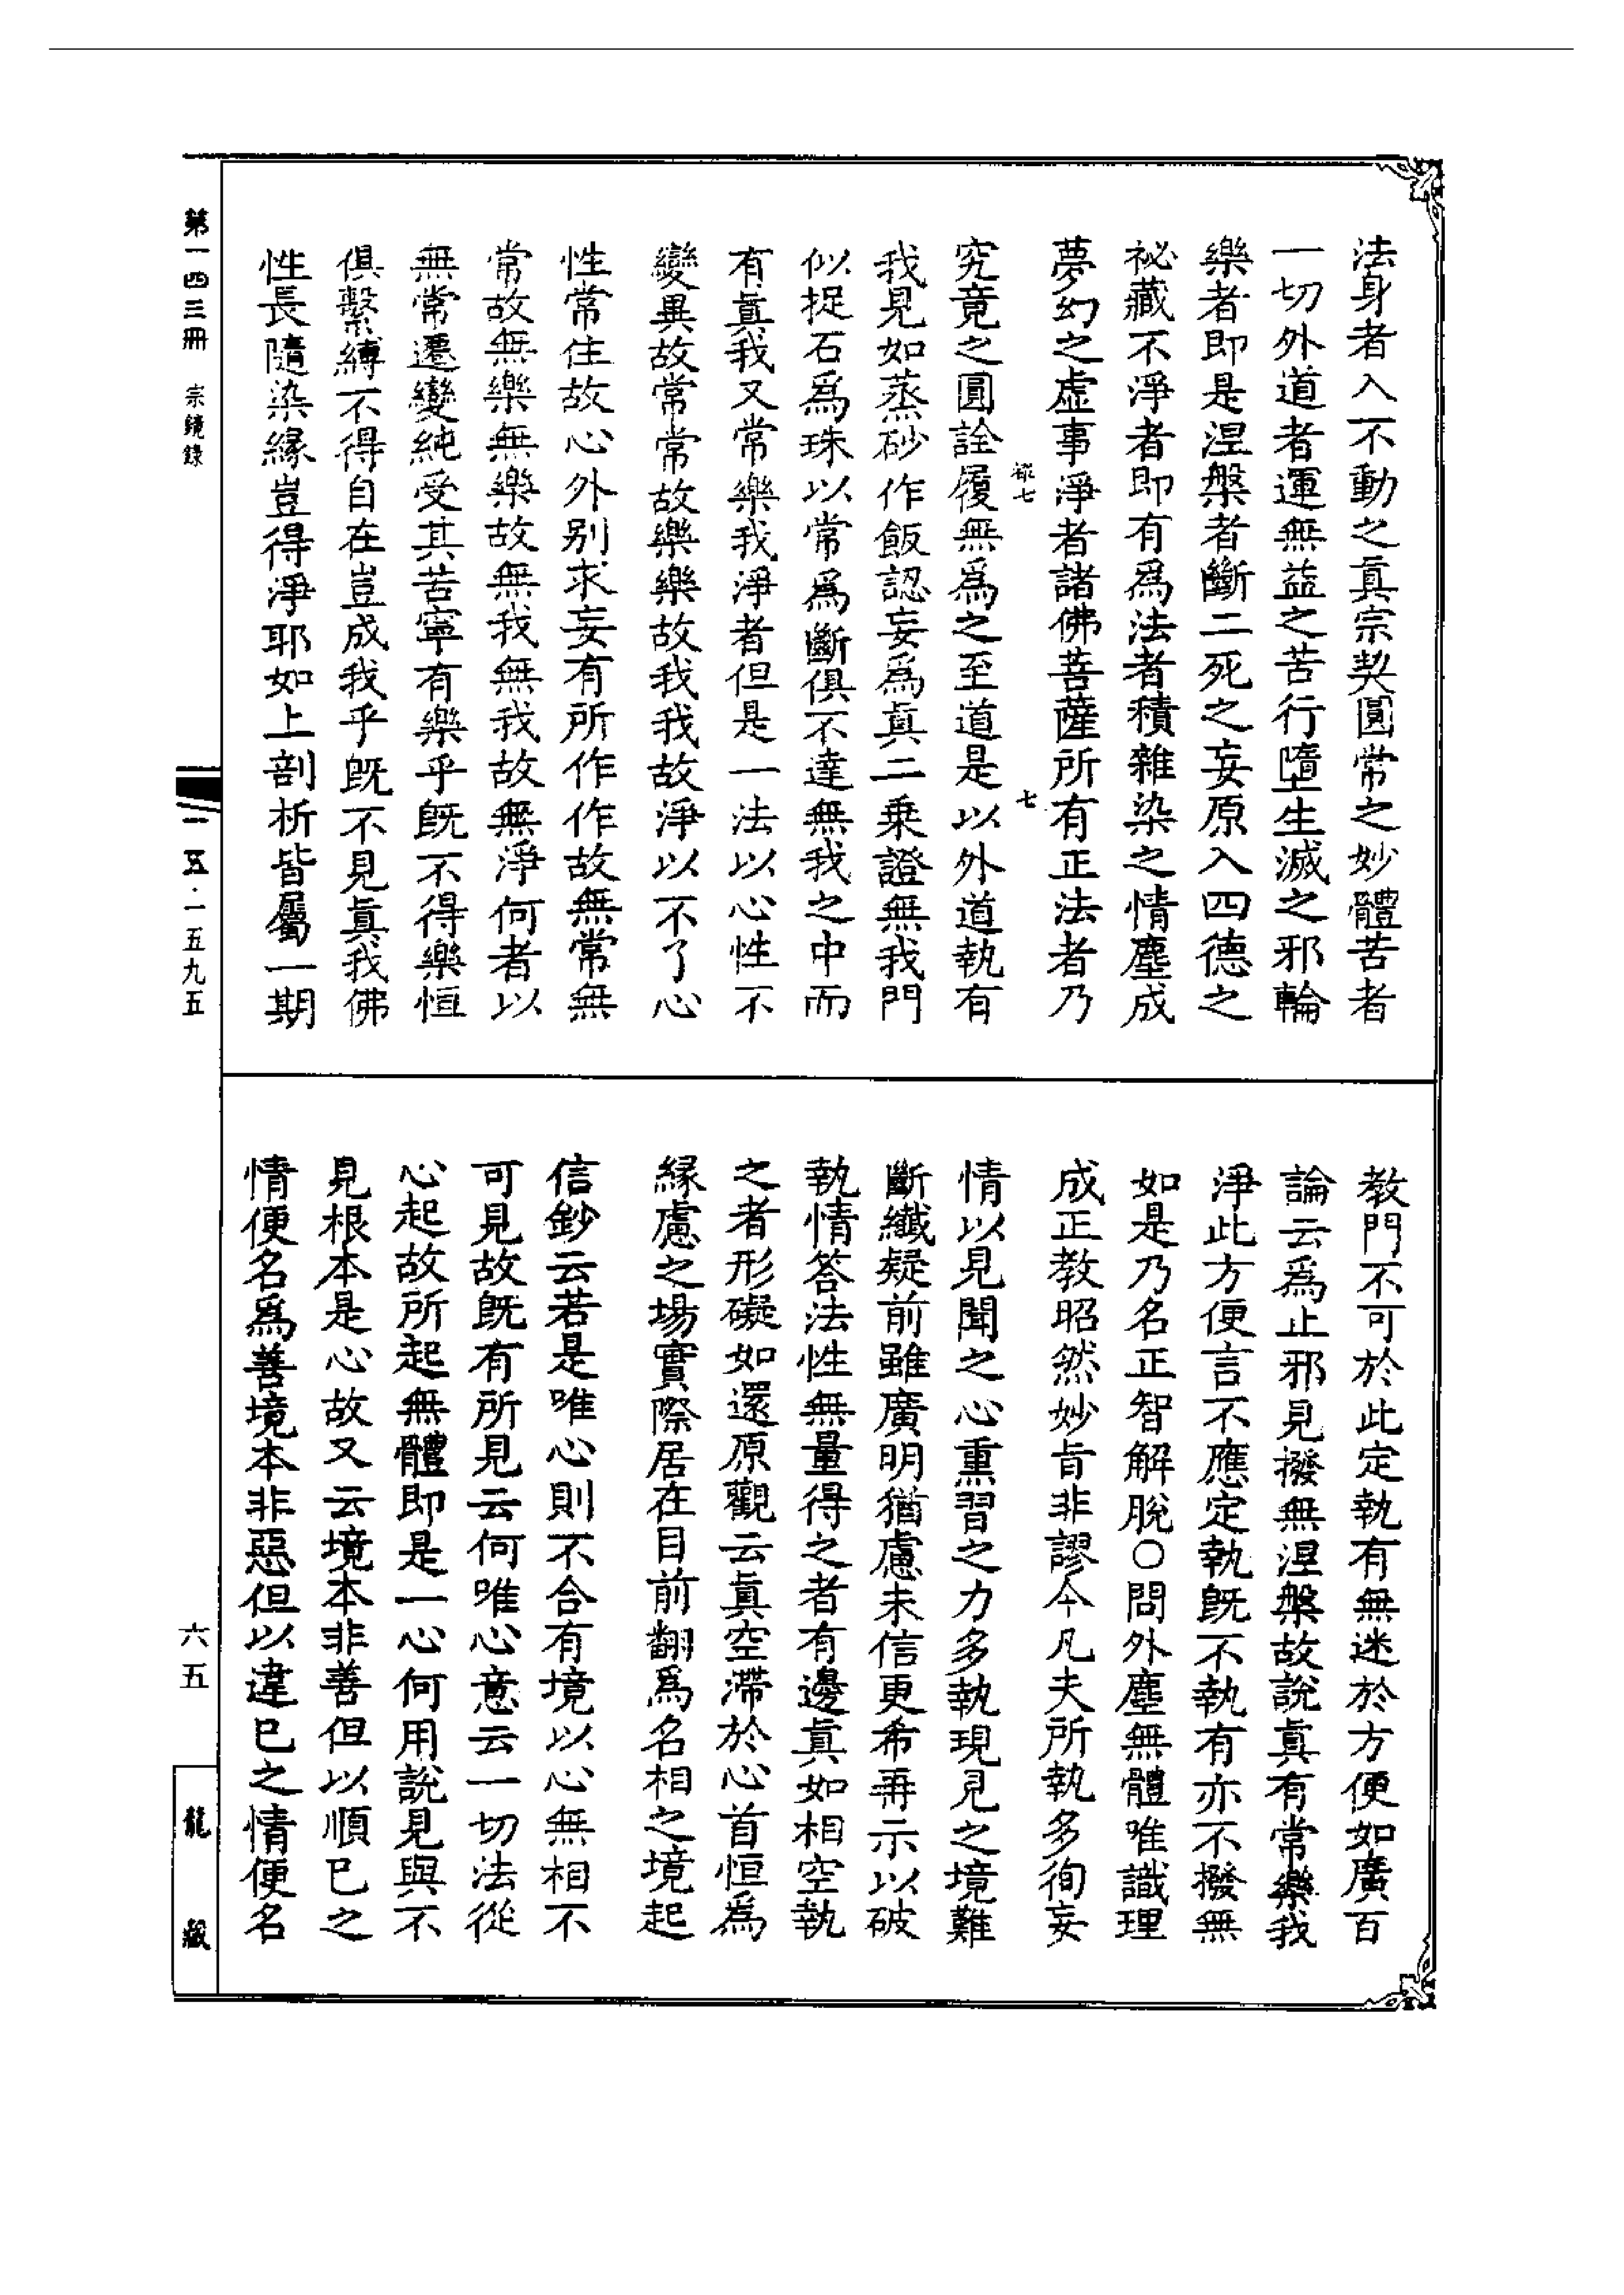 法身者入不動之眞宗契圓常之妙體苦者
一切外道者運無益之苦行墮生滅之邪輪
樂者即是涅槃者斷二死之妄原入四德之
祕藏不淨者即有爲法者積雜染之情塵成
夢幻之虛事淨者諸佛菩薩所有正法者乃
七
究竟之圓詮履無爲之至道是以外道執有
我見如蒸砂作飯認妄爲眞二乗證無我門
似捉石爲珠以常爲斷俱不達無我之中而
有眞我又常樂我淨者但是一法以心性不
變異故常常故樂樂故我我故淨以不了心
性常住故心外別求妄有所作作故無常無
常故無樂無樂故無我無我故無淨何者以
無常遷變純受其苦寧有樂乎旣不得樂恒
俱繫縛不得自在豈成我乎旣不見眞我佛
性長隨染緣豈得淨耶如上剖析皆屬一期
教門不可於此定執有無迷於方便如廣百
論云爲止邪見撥無涅槃故說眞有常樂我
淨此方便言不應定執旣不執有亦不撥無
如是乃名正智解脫○問外塵無體唯識理
成正教昭然妙旨非謬今凡夫所執多徇妄
情以見聞之心熏習之力多執現見之境難
斷纖疑前雖廣明猶慮未信更希再示以破
執情答法性無量得之者有邊眞如相空執
之者形礙如還原觀云眞空滯於心首恒爲
緣慮之場實際居在目前翻爲名相之境起
信鈔云若是唯心則不合有境以心無相不
可見故旣有所見云何唯心意云一切法從
心起故所起無體即是一心何用說見與不
見根本是心故又云境本非善但以順已之
情便名爲善境本非惡但以違已之情便名
第一四三冊 宗鏡錄
一五·一五九五
六五
龍藏